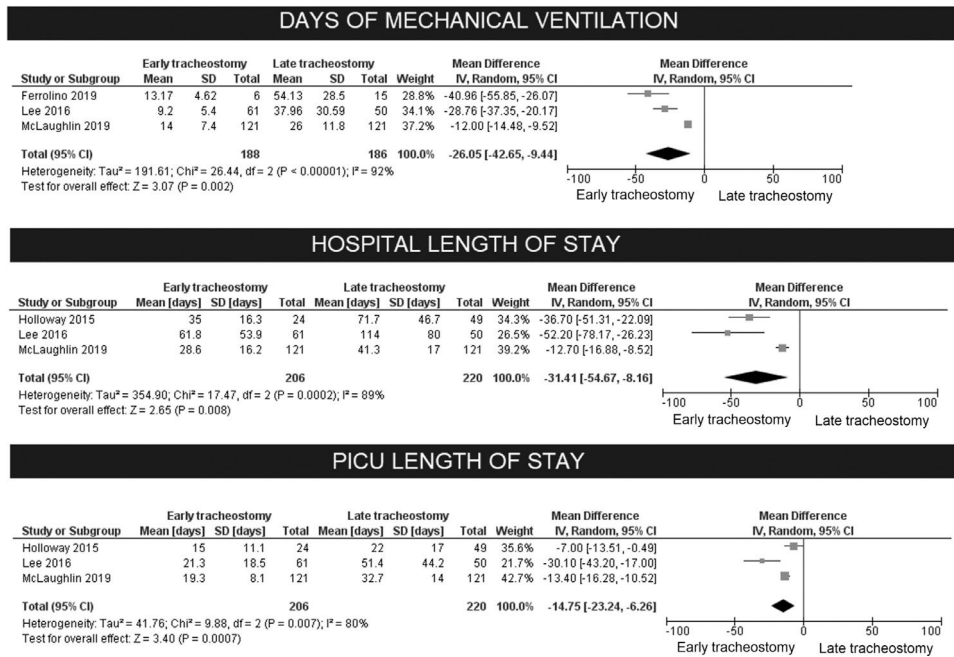 DAYS OF MECHANICAL VENTILATION
Early tracheostomy Late tracheostomy Mean Difference Mean Difference
Study or Subgroup Mean SD Total Mean SD Total Weight IV, Random, 95% CI IV, Random, 95% CI
Ferrolino 2019 13.17 4.62 6 54.13 28.5 15 28.8% -40.96 [-55.85, -26.07]
Lee 2016 9.2 5.4 61 37.96 30.59 50 34.1% -28.76 [-37.35, -20.17]
McLaughlin 2019 14 7.4 121 26 11.8 121 37.2% -12.00 [-14.48, -9.52]
Total (95% CI) 188 186 100.0% -26.05 [-42.65, -9.44]
Heterogeneity: Tau² = 191.61; Chi² = 26.44, df = 2 (P < 0.00001); I² = 92%
Test for overall effect: Z = 3.07 (P = 0.002)
-100 -50 0 50 100
Early tracheostomy Late tracheostomy
HOSPITAL LENGTH OF STAY
Early tracheostomy Late tracheostomy Mean Difference Mean Difference
Study or Subgroup Mean [days] SD [days] Total Mean [days] SD [days] Total Weight IV, Random, 95% CI IV, Random, 95% CI
Holloway 2015 35 16.3 24 71.7 46.7 49 34.3% -36.70 [-51.31, -22.09]
Lee 2016 61.8 53.9 61 114 80 50 26.5% -52.20 [-78.17, -26.23]
McLaughlin 2019 28.6 16.2 121 41.3 17 121 39.2% -12.70 [-16.88, -8.52]
Total (95% CI) 206 220 100.0% -31.41 [-54.67, -8.16]
Heterogeneity: Tau² = 354.90; Chi² = 17.47, df = 2 (P = 0.0002); I² = 89%
Test for overall effect: Z = 2.65 (P = 0.008)
-100 -50 0 50 100
Early tracheostomy Late tracheostomy
PICU LENGTH OF STAY
Early tracheostomy Late tracheostomy Mean Difference Mean Difference
Study or Subgroup Mean [days] SD [days] Total Mean [days] SD [days] Total Weight IV, Random, 95% CI IV, Random, 95% CI
Holloway 2015 15 11.1 24 22 17 49 35.6% -7.00 [-13.51, -0.49]
Lee 2016 21.3 18.5 61 51.4 44.2 50 21.7% -30.10 [-43.20, -17.00]
McLaughlin 2019 19.3 8.1 121 32.7 14 121 42.7% -13.40 [-16.28, -10.52]
Total (95% CI) 206 220 100.0% -14.75 [-23.24, -6.26]
Heterogeneity: Tau² = 41.76; Chi² = 9.88, df = 2 (P = 0.007); I² = 80%
Test for overall effect: Z = 3.40 (P = 0.0007)
-100 -50 0 50 100
Early tracheostomy Late tracheostomy